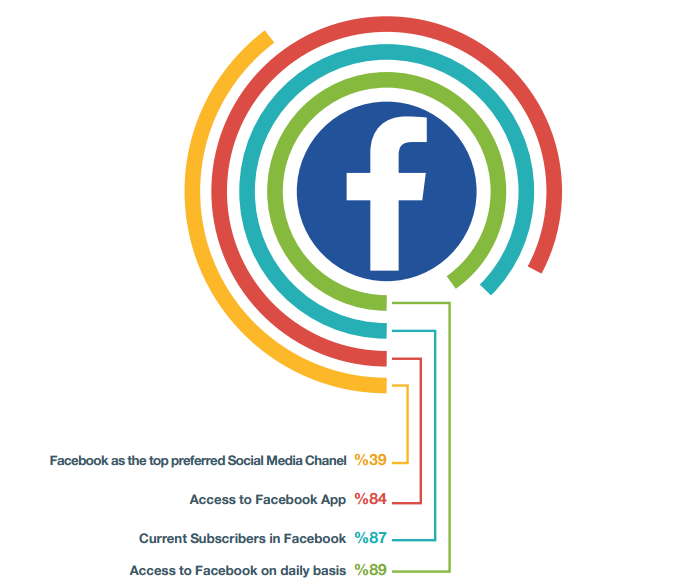 Facebook as the top preferred Social Media Chanel %39
Access to Facebook App %84
Current Subscribers in Facebook %87
Access to Facebook on daily basis %89